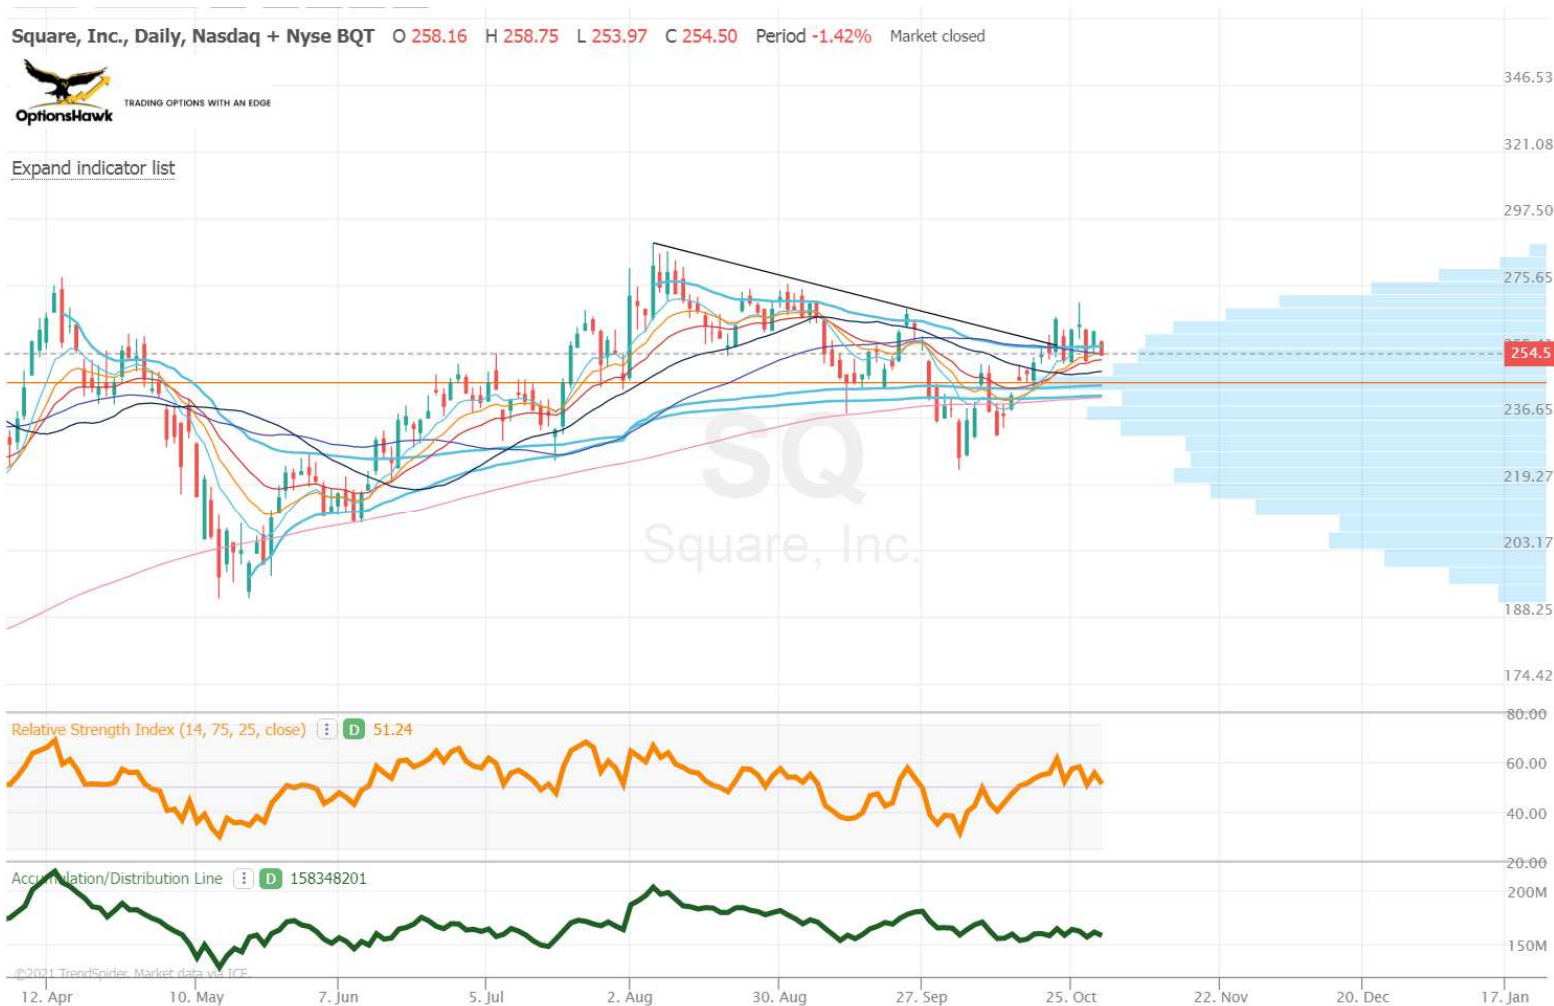 Square, Inc., Daily, Nasdaq + Nyse BQT O 258.16 H 258.75 L 253.97 C 254.50 Period -1.42% Market closed
OptionsHawk
TRADING OPTIONS WITH AN EDGE
Expand indicator list
346.53
321.08
297.50
275.65
254.5
236.65
219.27
203.17
188.25
174.42
SQ
Square, Inc.
Relative Strength Index (14, 75, 25, close) D 51.24
80.00
60.00
40.00
20.00
Accumulation/Distribution Line D 158348201
200M
150M
©2021 TrendSpider. Market data via ICE.
12. Apr 10. May 7. Jun 5. Jul 2. Aug 30. Aug 27. Sep 25. Oct 22. Nov 20. Dec 17. Jan